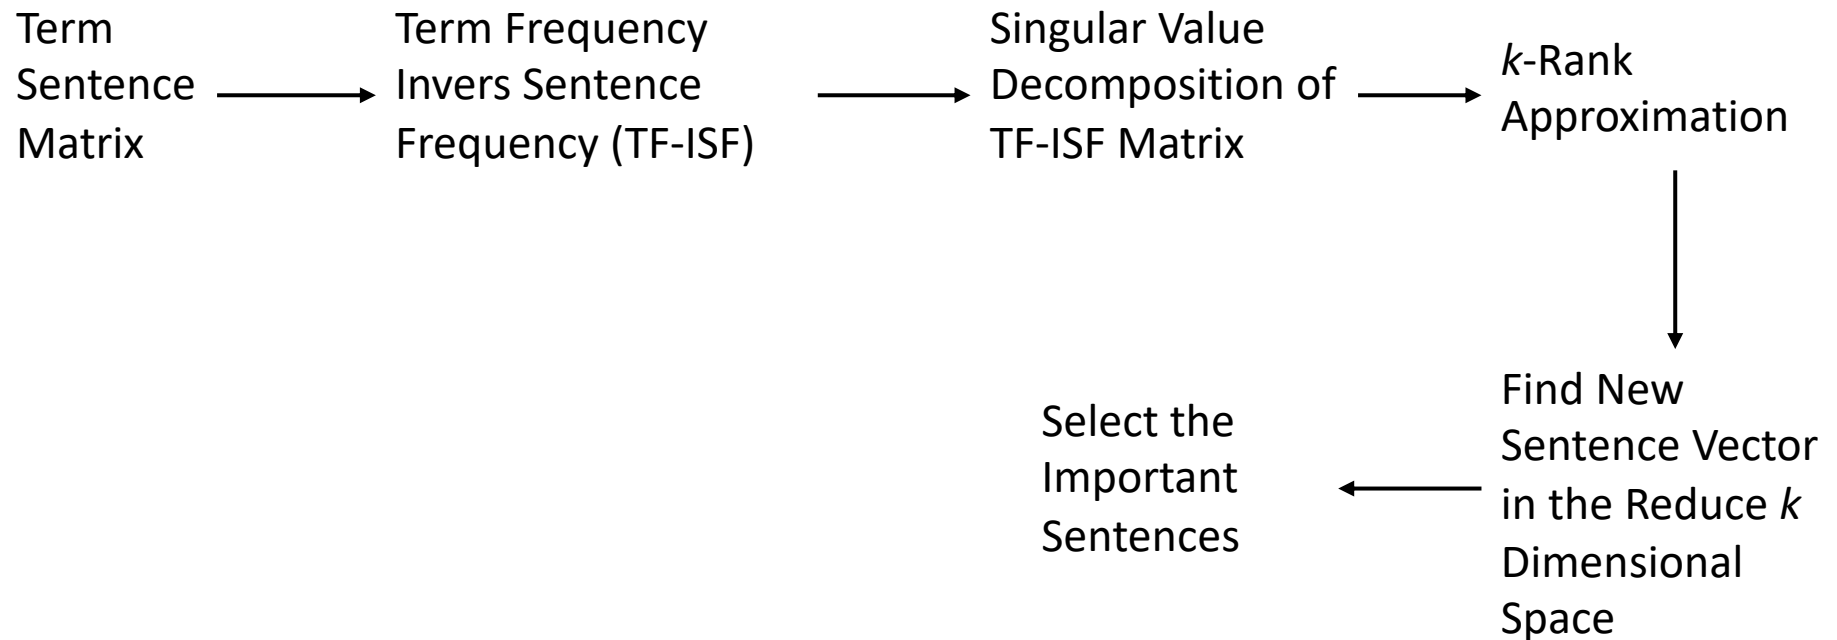 Term
Sentence
Matrix
Term Frequency
Invers Sentence
Frequency (TF-ISF)
Singular Value
Decomposition of
TF-ISF Matrix
k-Rank
Approximation
Find New
Sentence Vector
in the Reduce k
Dimensional
Space
Select the
Important
Sentences